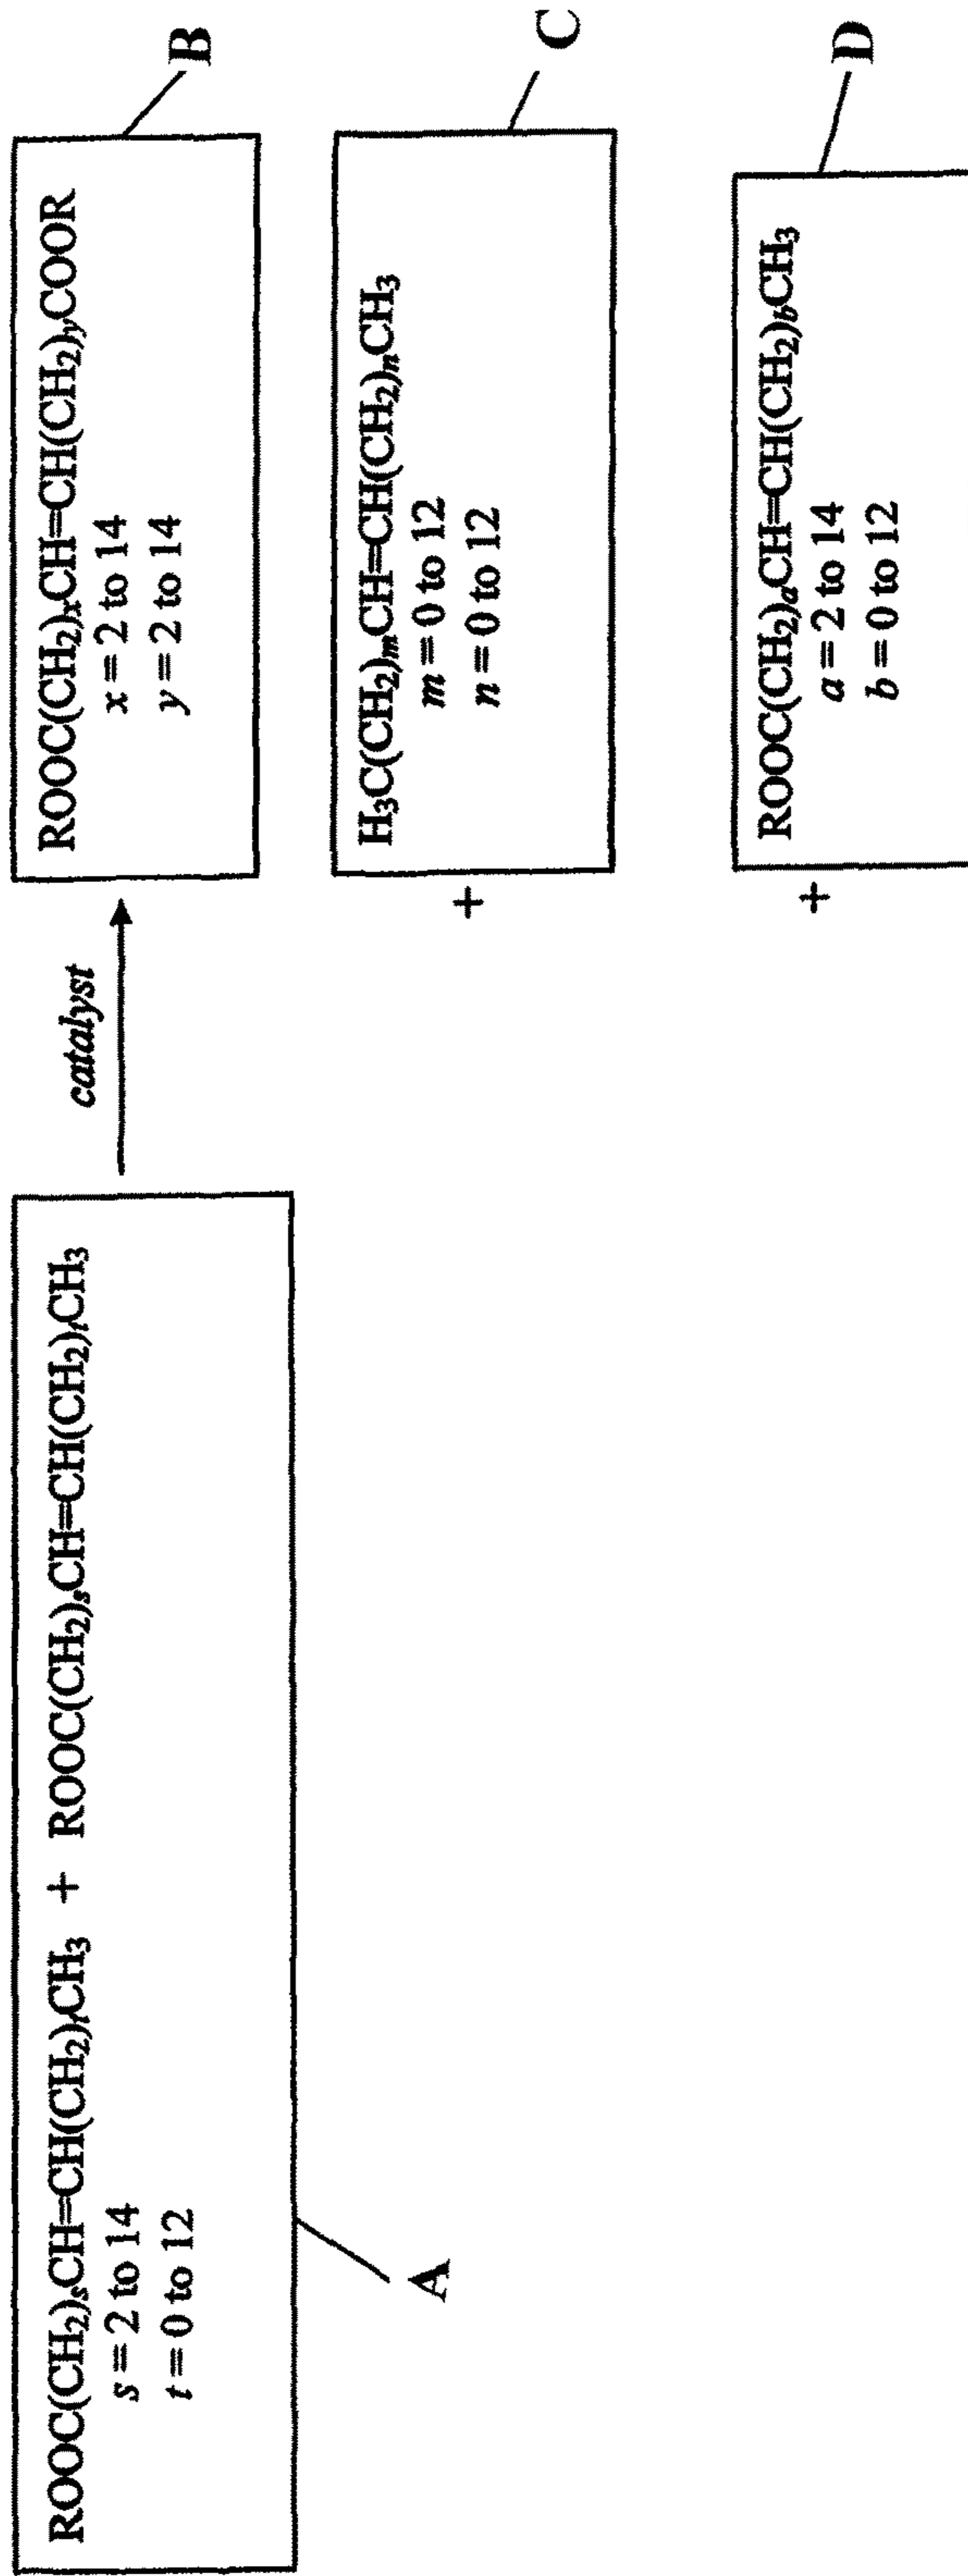 ROOC(CH₂)ₛCH=CH(CH₂)ₜCH₃ + ROOC(CH₂)ₛCH=CH(CH₂)ₜCH₃
s = 2 to 14
t = 0 to 12
A
catalyst
ROOC(CH₂)ₓCH=CH(CH₂)yCOOR
x = 2 to 14
y = 2 to 14
B
+
H₃C(CH₂)ₘCH=CH(CH₂)ₙCH₃
m = 0 to 12
n = 0 to 12
C
+
ROOC(CH₂)ₐCH=CH(CH₂)bCH₃
a = 2 to 14
b = 0 to 12
D